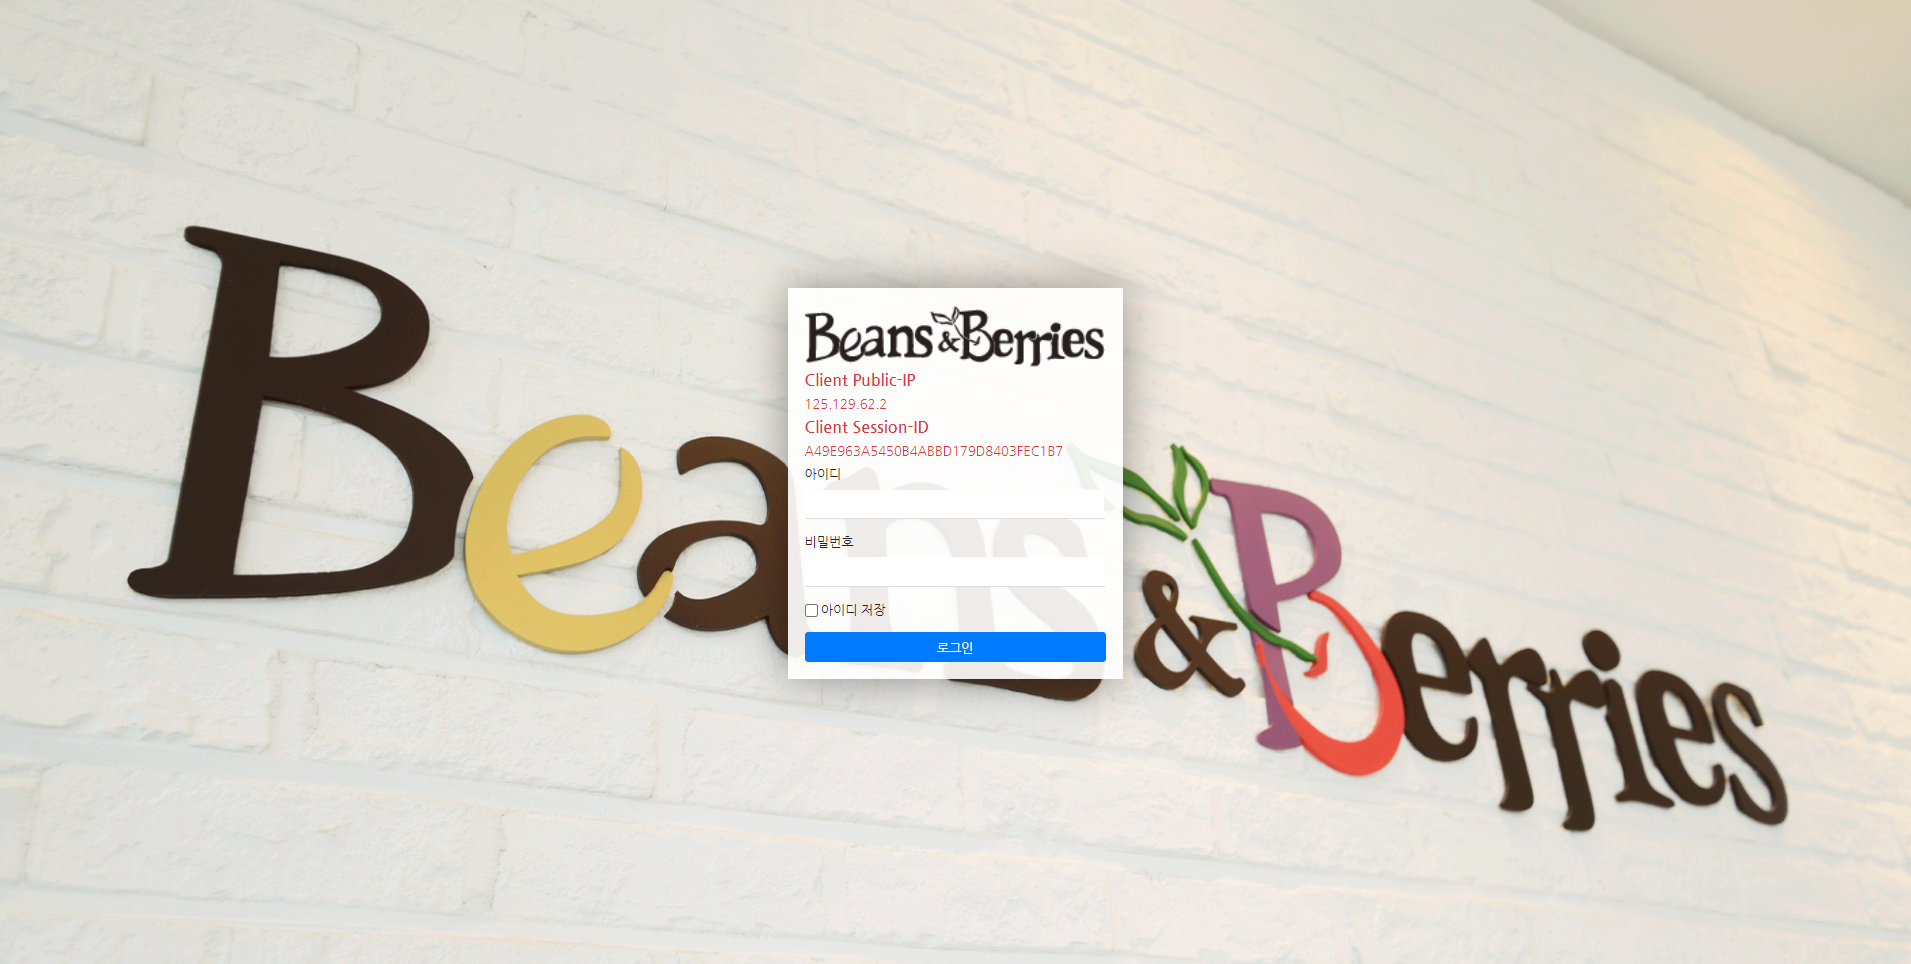 Beans & Berries
Beans & Berries
Client Public-IP
125.129.62.2
Client Session-ID
A49E963A5450B4ABBD179D8403FEC1B7
아이디
비밀번호
아이디 저장
로그인